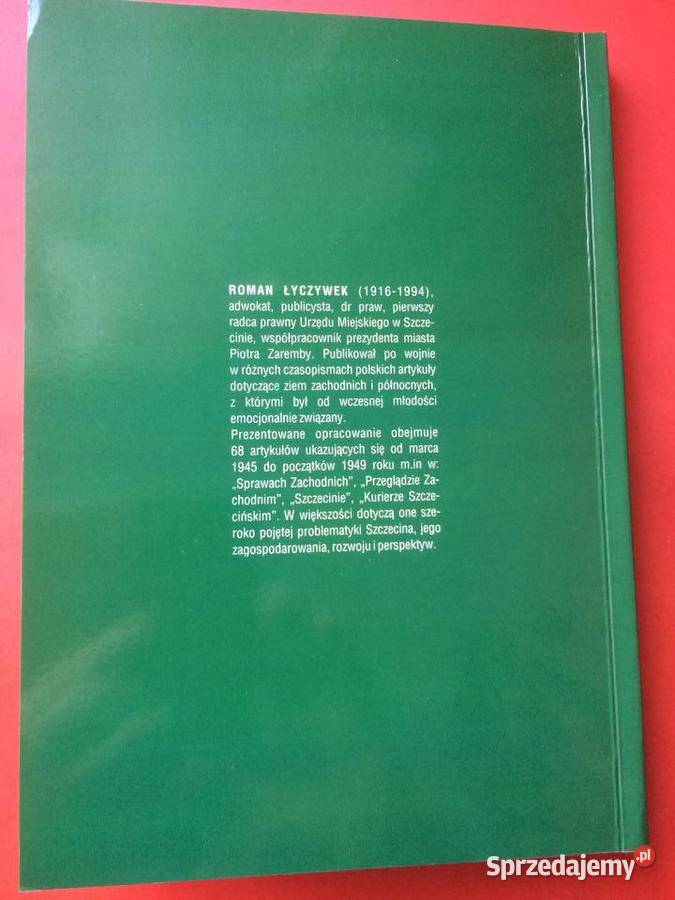 ROMAN ŁYCZYWEK (1916-1994),
adwokat, publicysta, dr praw, pierwszy
radca prawny Urzędu Miejskiego w Szcze-
cinie, współpracownik prezydenta miasta
Piotra Zaremby. Publikował po wojnie
w różnych czasopismach polskich artykuły
dotyczące ziem zachodnich i północnych,
z którymi był od wczesnej młodości
emocjonalnie związany.
Prezentowane opracowanie obejmuje
68 artykułów ukazujących się od marca
1945 do początków 1949 roku m.in w:
„Sprawach Zachodnich", „Przeglądzie Za-
chodnim", „Szczecinie", „Kurierze Szcze-
cińskim". W większości dotyczą one sze-
roko pojętej problematyki Szczecina, jego
zagospodarowania, rozwoju i perspektyw.
Sprzedajemy.pl